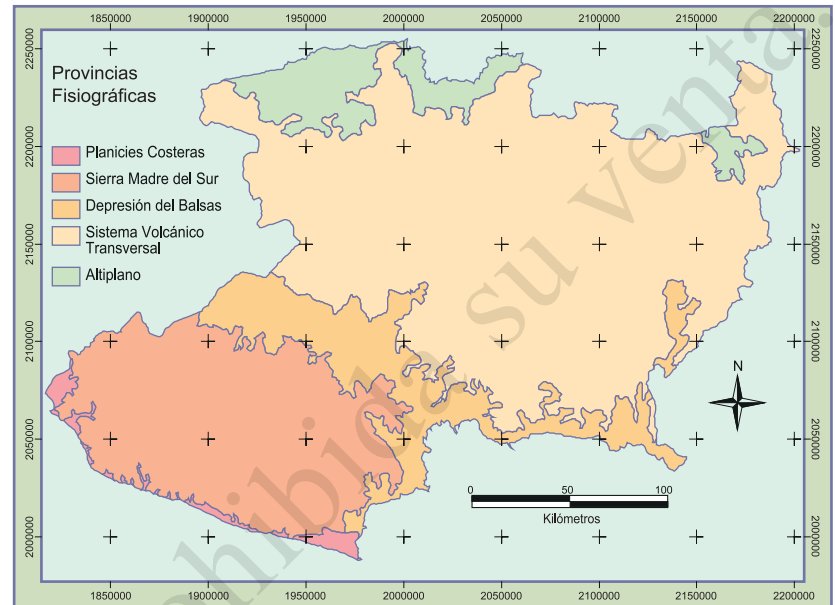 1850000 1900000 1950000 2000000 2050000 2100000 2150000 2200000
2250000 2250000
Provincias
Fisiográficas
2200000 2200000
Planicies Costeras
Sierra Madre del Sur
Depresión del Balsas
Sistema Volcánico
Transversal
Altiplano
2150000 2150000
2100000 2100000
N
2050000 2050000
0 50 100
Kilómetros
2000000 2000000
1850000 1900000 1950000 2000000 2050000 2100000 2150000 2200000
su venta.